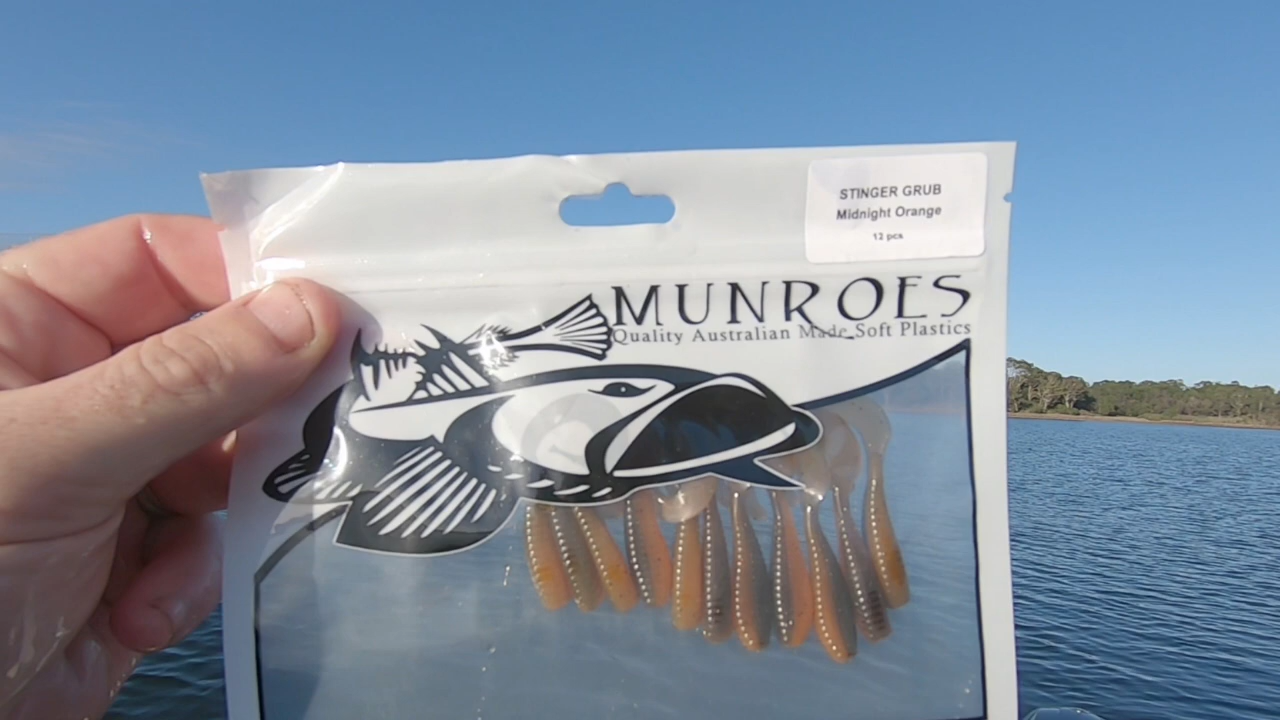 STINGER GRUB
Midnight Orange
12 pcs
MUNROES
Quality Australian Made Soft Plastics